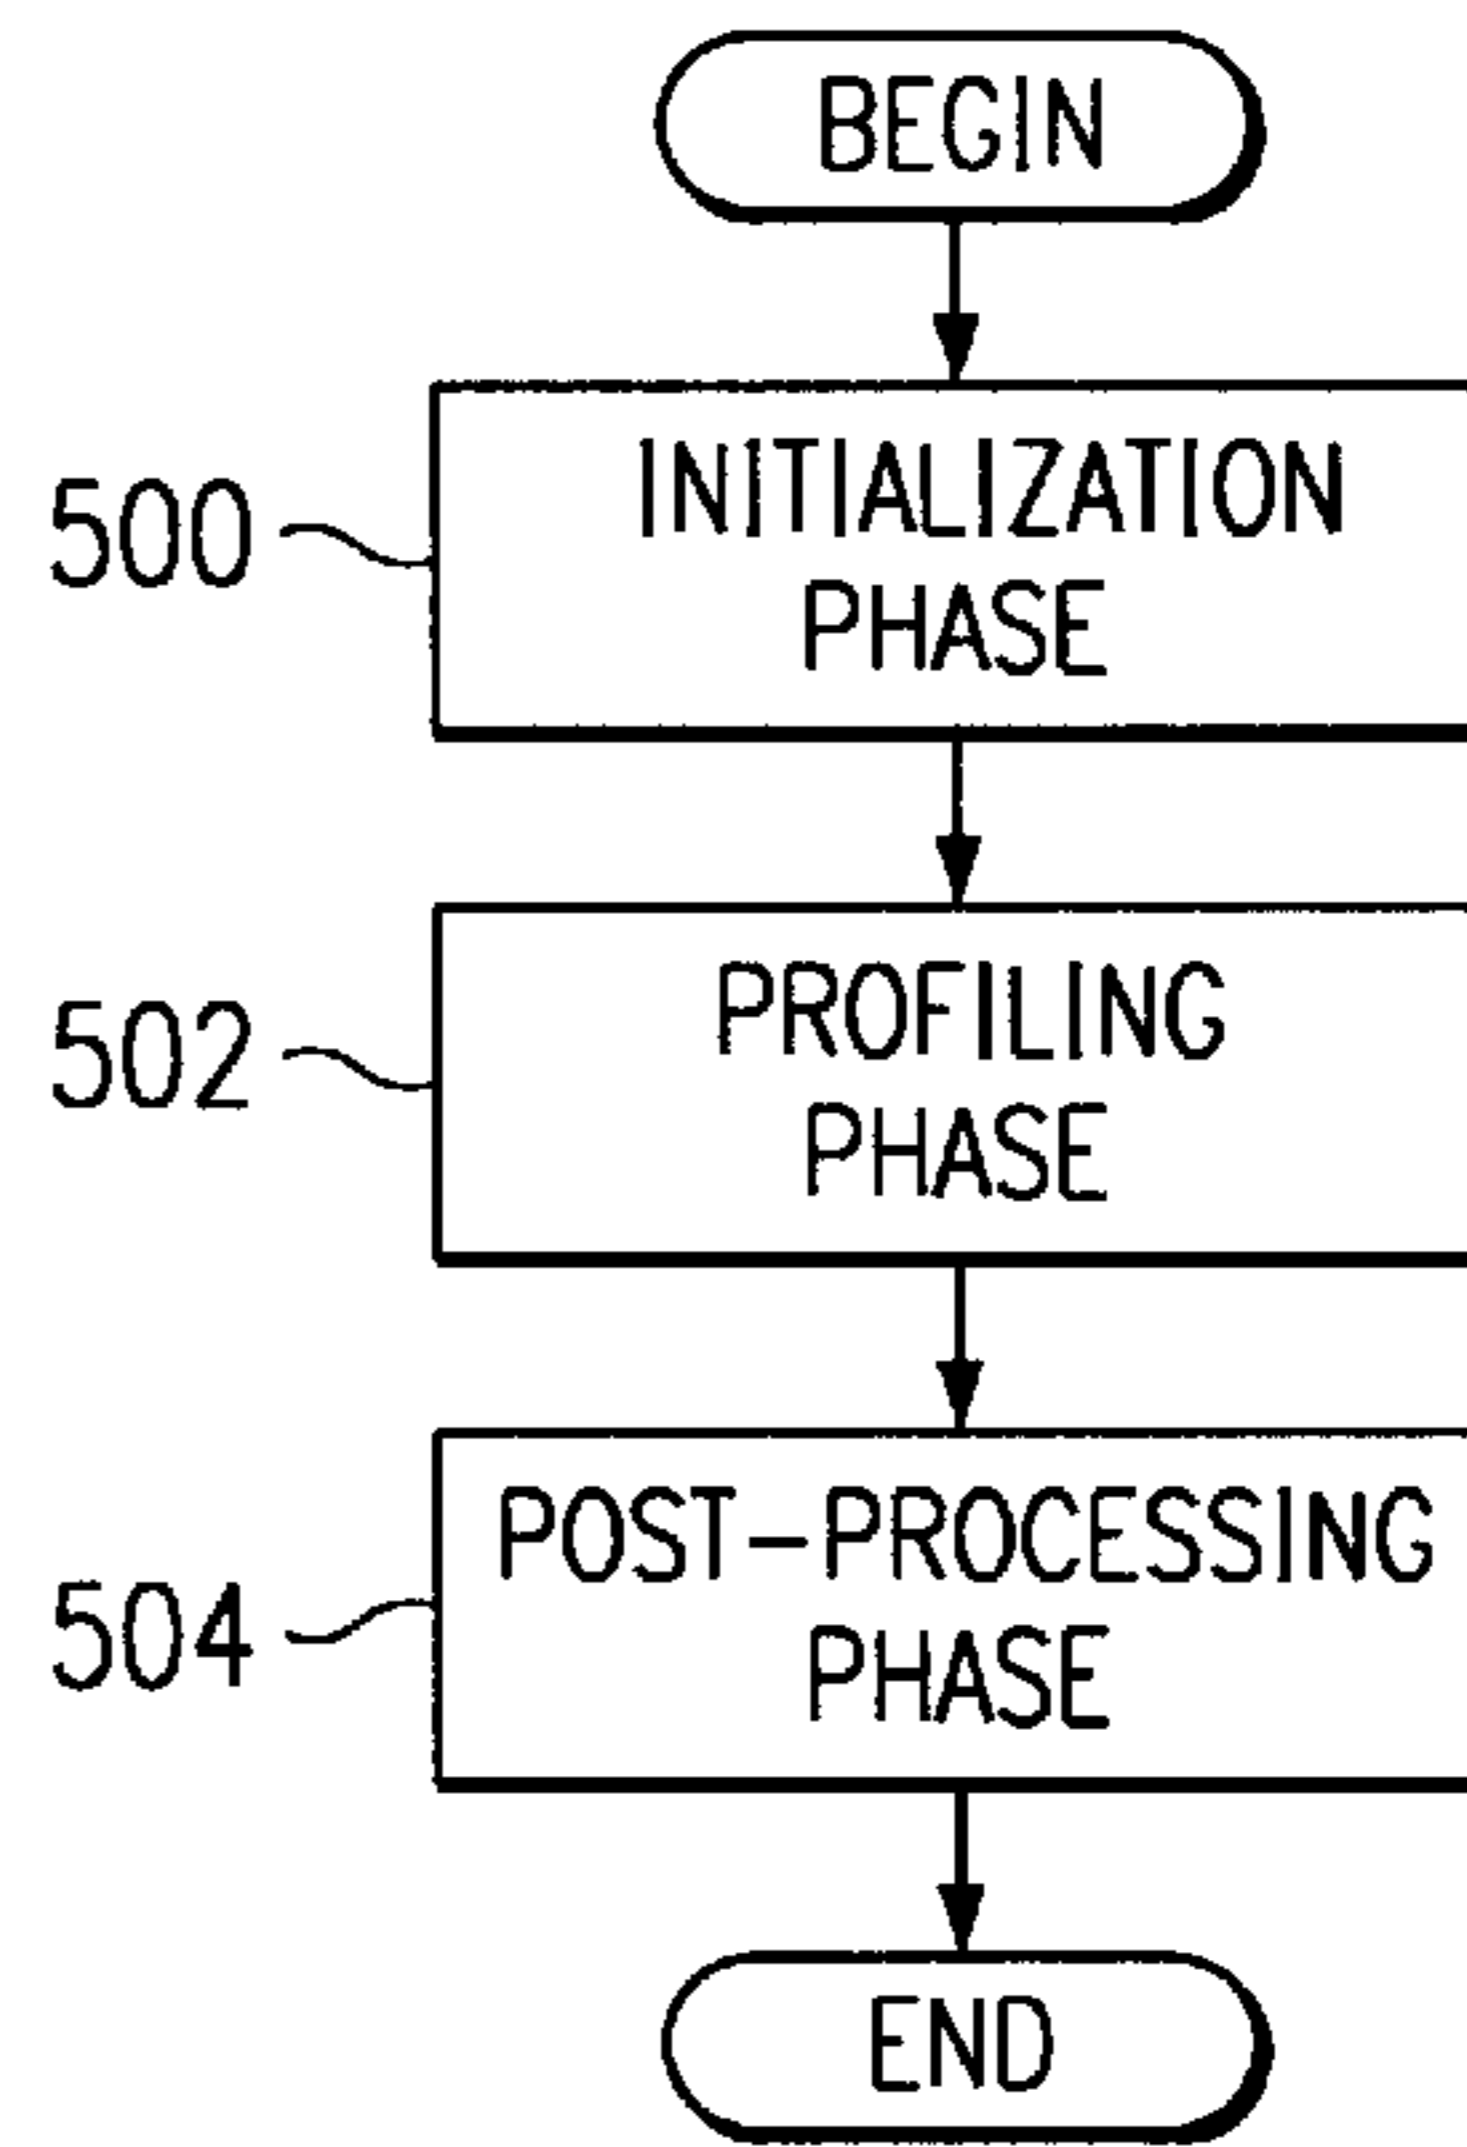 BEGIN
500
INITIALIZATION
PHASE
502
PROFILING
PHASE
504
POST-PROCESSING
PHASE
END